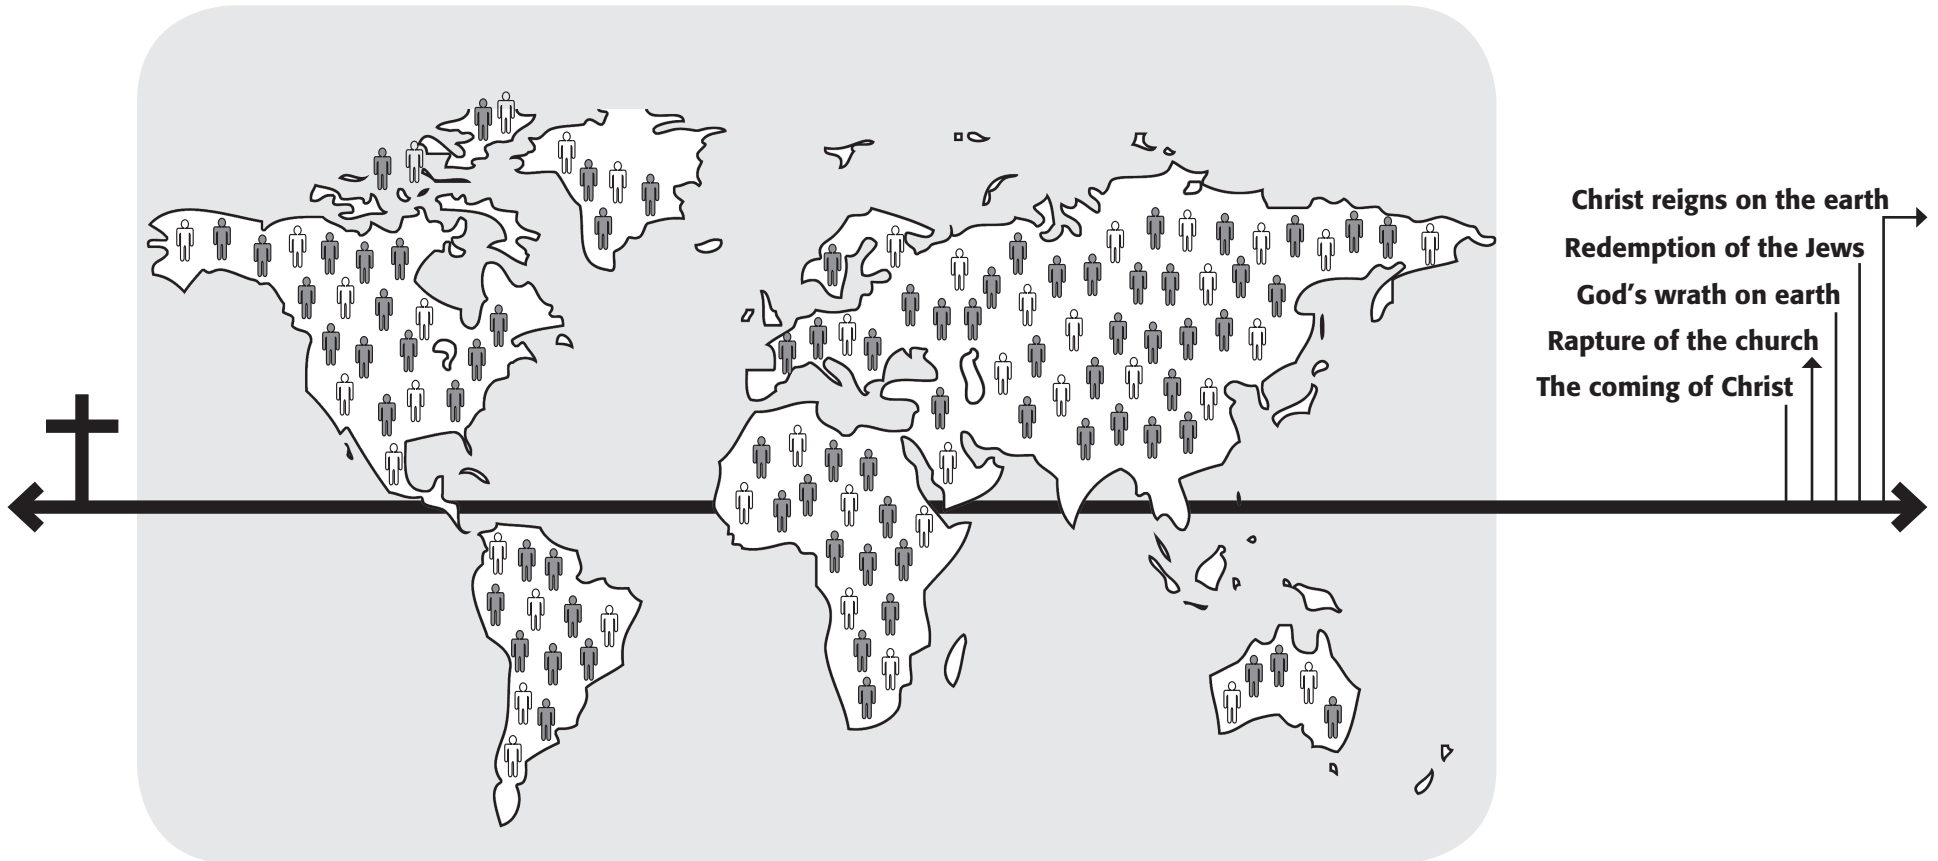 Christ reigns on the earth
Redemption of the Jews
God’s wrath on earth
Rapture of the church
The coming of Christ